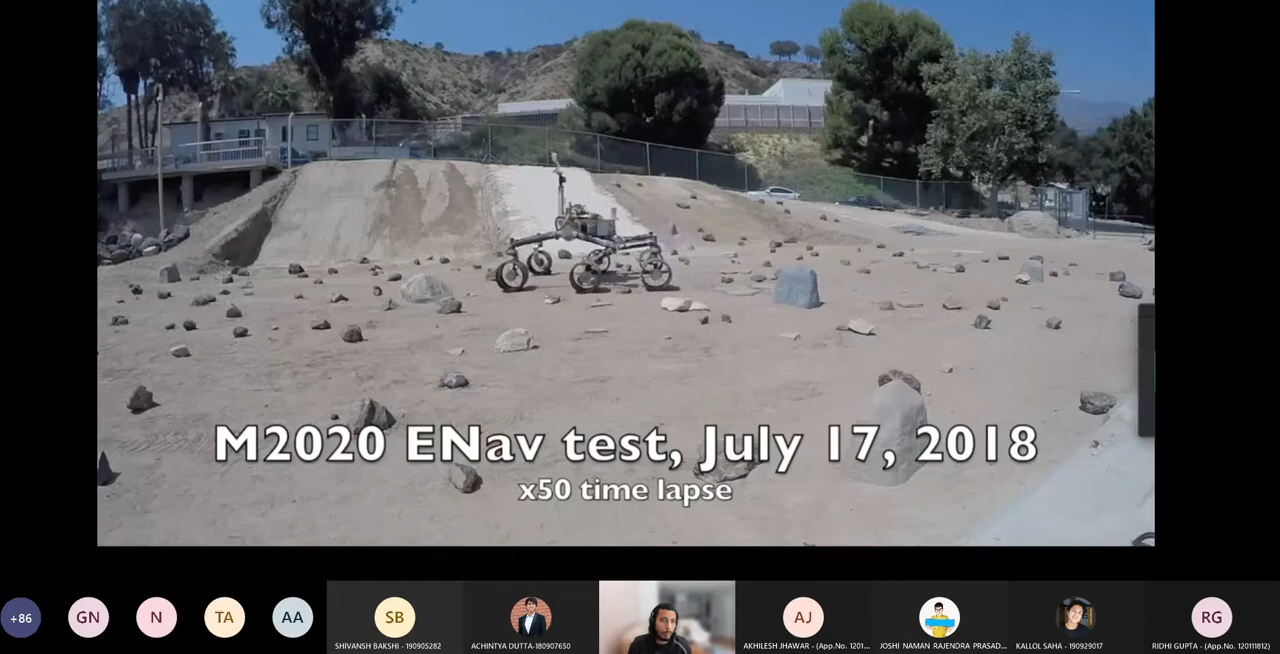 M2020 ENav test, July 17, 2018
x50 time lapse
+86
GN
N
TA
AA
SB
SHIVANSH BAKSHI - 190905282
ACHINTYA DUTTA-180907650
AJ
AKHILESH JHAWAR - (App.No. 1201...
JOSHI NAMAN RAJENDRA PRASAD...
KALLOL SAHA - 190929017
RG
RIDHI GUPTA - (App.No. 120111812)